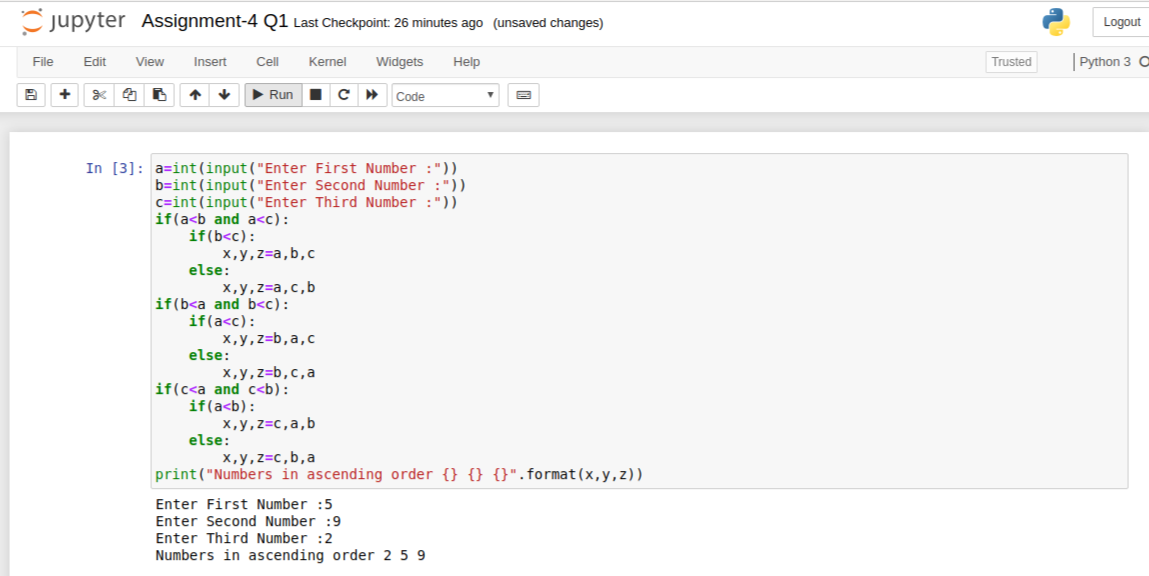 jupyter Assignment-4 Q1 Last Checkpoint: 26 minutes ago (unsaved changes) Logout
File Edit View Insert Cell Kernel Widgets Help Trusted Python 3
Run Code
In [3]: a=int(input("Enter First Number :"))
b=int(input("Enter Second Number :"))
c=int(input("Enter Third Number :"))
if(a<b and a<c):
    if(b<c):
        x,y,z=a,b,c
    else:
        x,y,z=a,c,b
if(b<a and b<c):
    if(a<c):
        x,y,z=b,a,c
    else:
        x,y,z=b,c,a
if(c<a and c<b):
    if(a<b):
        x,y,z=c,a,b
    else:
        x,y,z=c,b,a
print("Numbers in ascending order {} {} {}".format(x,y,z))
Enter First Number :5
Enter Second Number :9
Enter Third Number :2
Numbers in ascending order 2 5 9